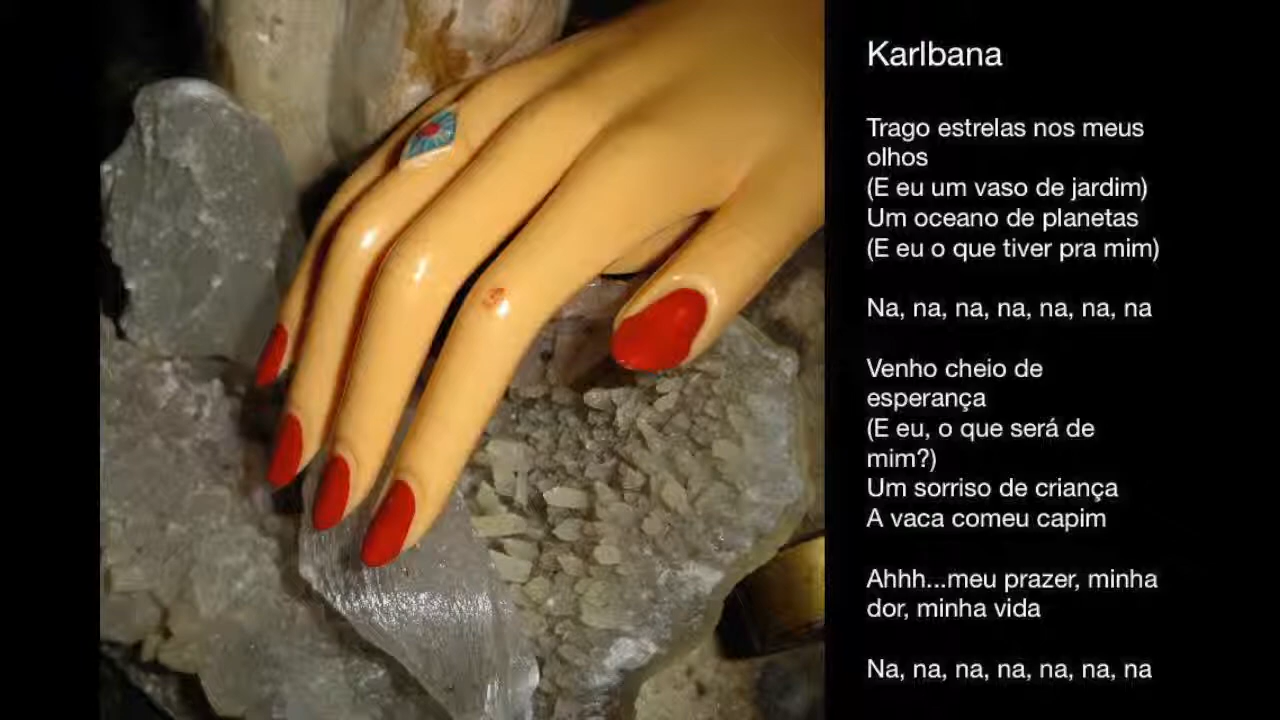 Karlbana
Trago estrelas nos meus
olhos
(E eu um vaso de jardim)
Um oceano de planetas
(E eu o que tiver pra mim)
Na, na, na, na, na, na, na
Venho cheio de
esperança
(E eu, o que será de
mim?)
Um sorriso de criança
A vaca comeu capim
Ahhh...meu prazer, minha
dor, minha vida
Na, na, na, na, na, na, na